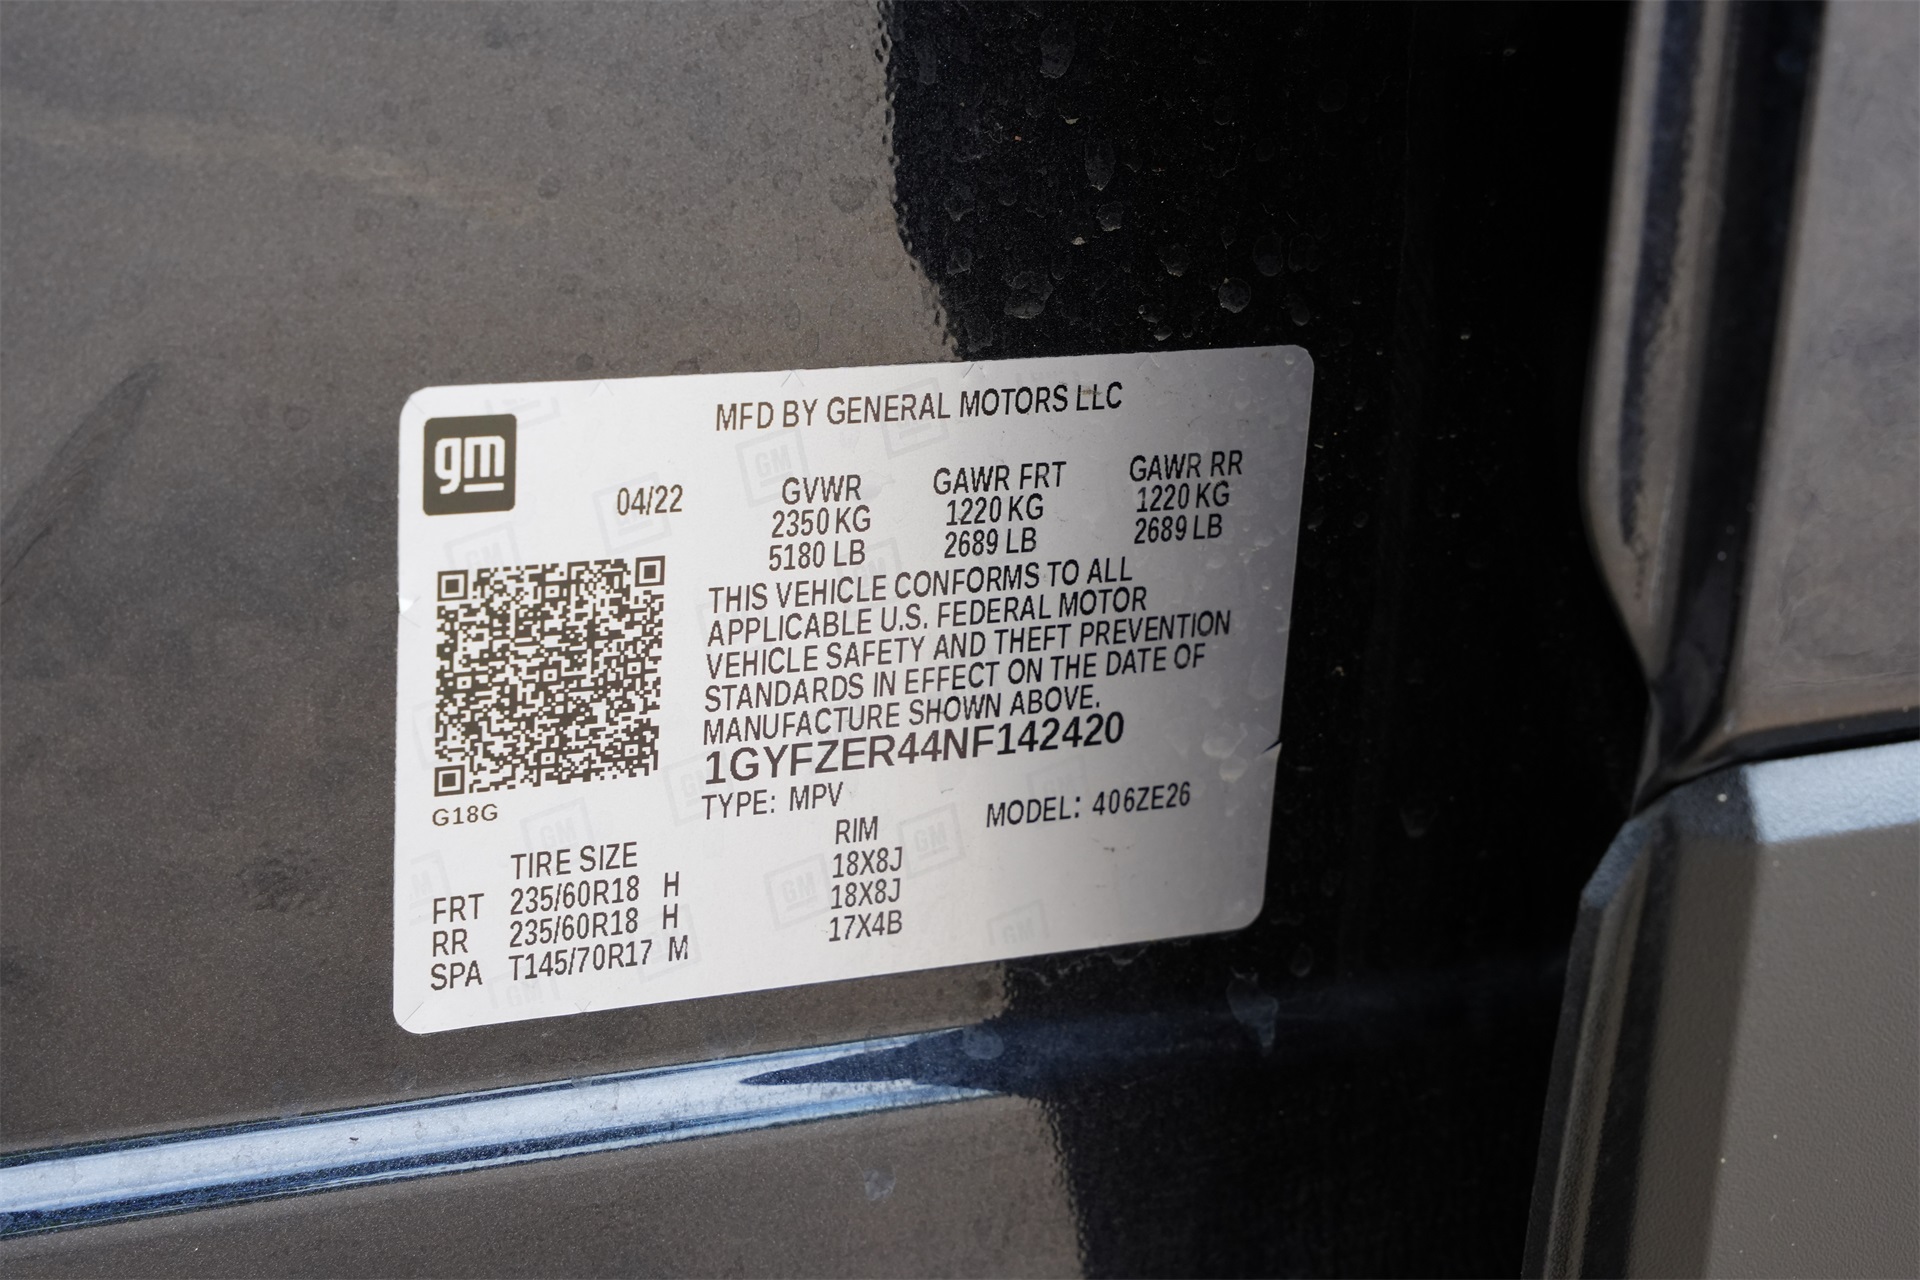 gm
MFD BY GENERAL MOTORS LLC
04/22 GVWR GAWR FRT GAWR RR
2350 KG 1220 KG 1220 KG
5180 LB 2689 LB 2689 LB
THIS VEHICLE CONFORMS TO ALL
APPLICABLE U.S. FEDERAL MOTOR
VEHICLE SAFETY AND THEFT PREVENTION
STANDARDS IN EFFECT ON THE DATE OF
MANUFACTURE SHOWN ABOVE.
1GYFZER44NF142420
TYPE: MPV MODEL: 406ZE26
G18G
TIRE SIZE RIM
FRT 235/60R18 H 18X8J
RR 235/60R18 H 18X8J
SPA T145/70R17 M 17X4B